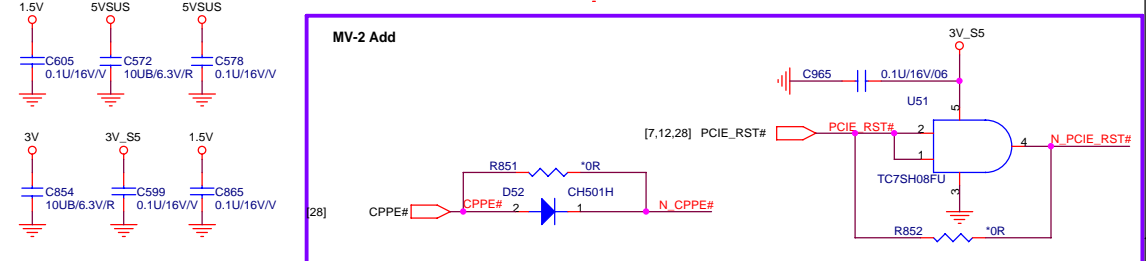 1.5V
5VSUS
5VSUS
C605
0.1U/16V/V
C572
10UB/6.3V/R
C578
0.1U/16V/V
3V
3V_S5
1.5V
C854
10UB/6.3V/R
C599
0.1U/16V/V
C865
0.1U/16V/V
MV-2 Add
3V_S5
C965
0.1U/16V/06
U51
5
[7,12,28] PCIE_RST#
PCIE_RST#
2
1
4
N_PCIE_RST#
TC7SH08FU
3
R852
*0R
R851
*0R
D52
CH501H
[28]
CPPE#
CPPE#
2
1
N_CPPE#